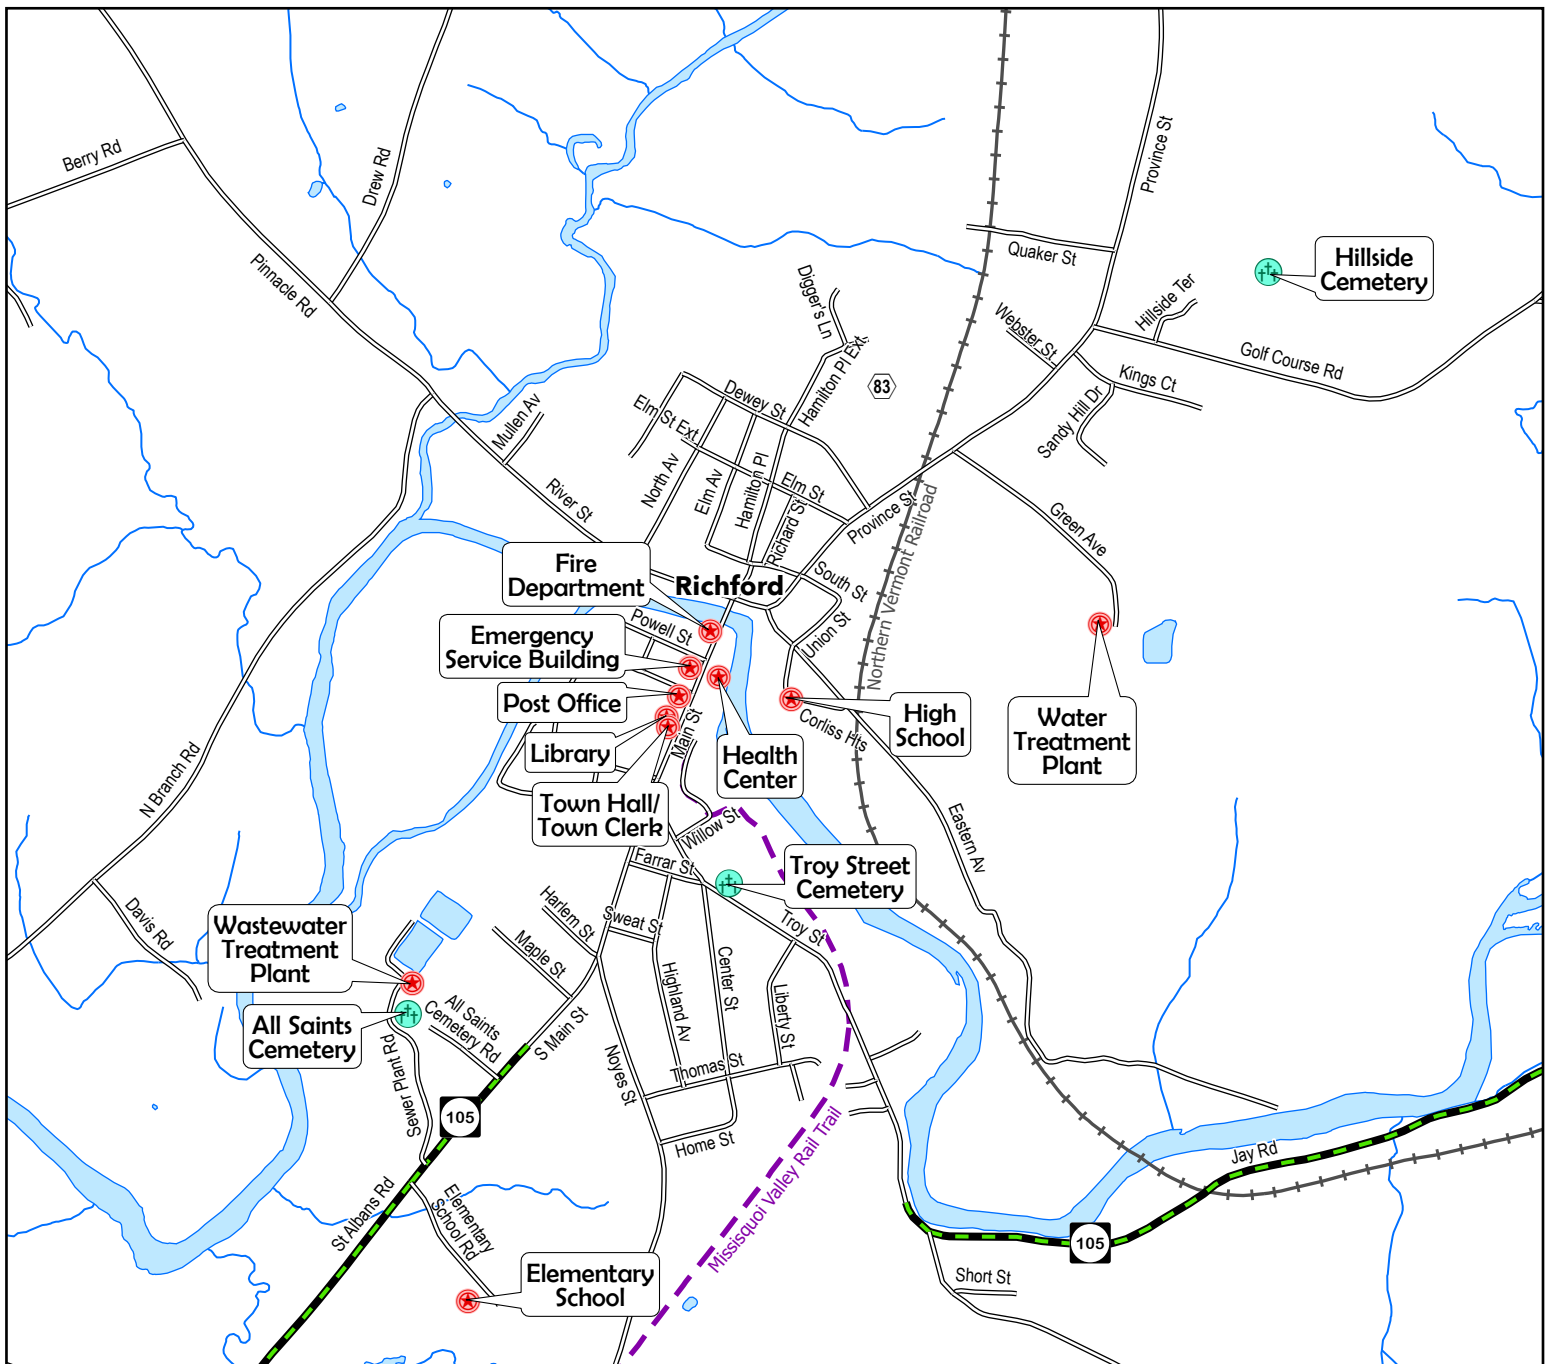 Berry Rd
Drew Rd
Pinnacle Rd
Province St
Quaker St
Hillside
Cemetery
Hillside Ter
Digger's Ln
Webster St
Golf Course Rd
Hamilton Pl Ext
83
Kings Ct
Sandy Hill Dr
Mullen Av
Dewey St
Elm St Ext
River St
North Av
Elm Av
Hamilton Pl
Elm St
Richard St
Province St
Northern Vermont Railroad
Green Ave
Fire
Department
Richford
South St
Union St
Powell St
Emergency
Service Building
Post Office
Library
Main St
Town Hall/
Town Clerk
Health
Center
Corliss Hts
High
School
Water
Treatment
Plant
N Branch Rd
Willow St
Eastern Av
Farrar St
Troy Street
Cemetery
Davis Rd
Wastewater
Treatment
Plant
Harlem St
Sweat St
Maple St
Troy St
Highland Av
Center St
Liberty St
All Saints
Cemetery
All Saints
Cemetery Rd
S Main St
Sewer Plant Rd
Noyes St
Thomas St
105
Home St
Missisquoi Valley Rail Trail
Jay Rd
St Albans Rd
Elementary
School Rd
105
Elementary
School
Short St